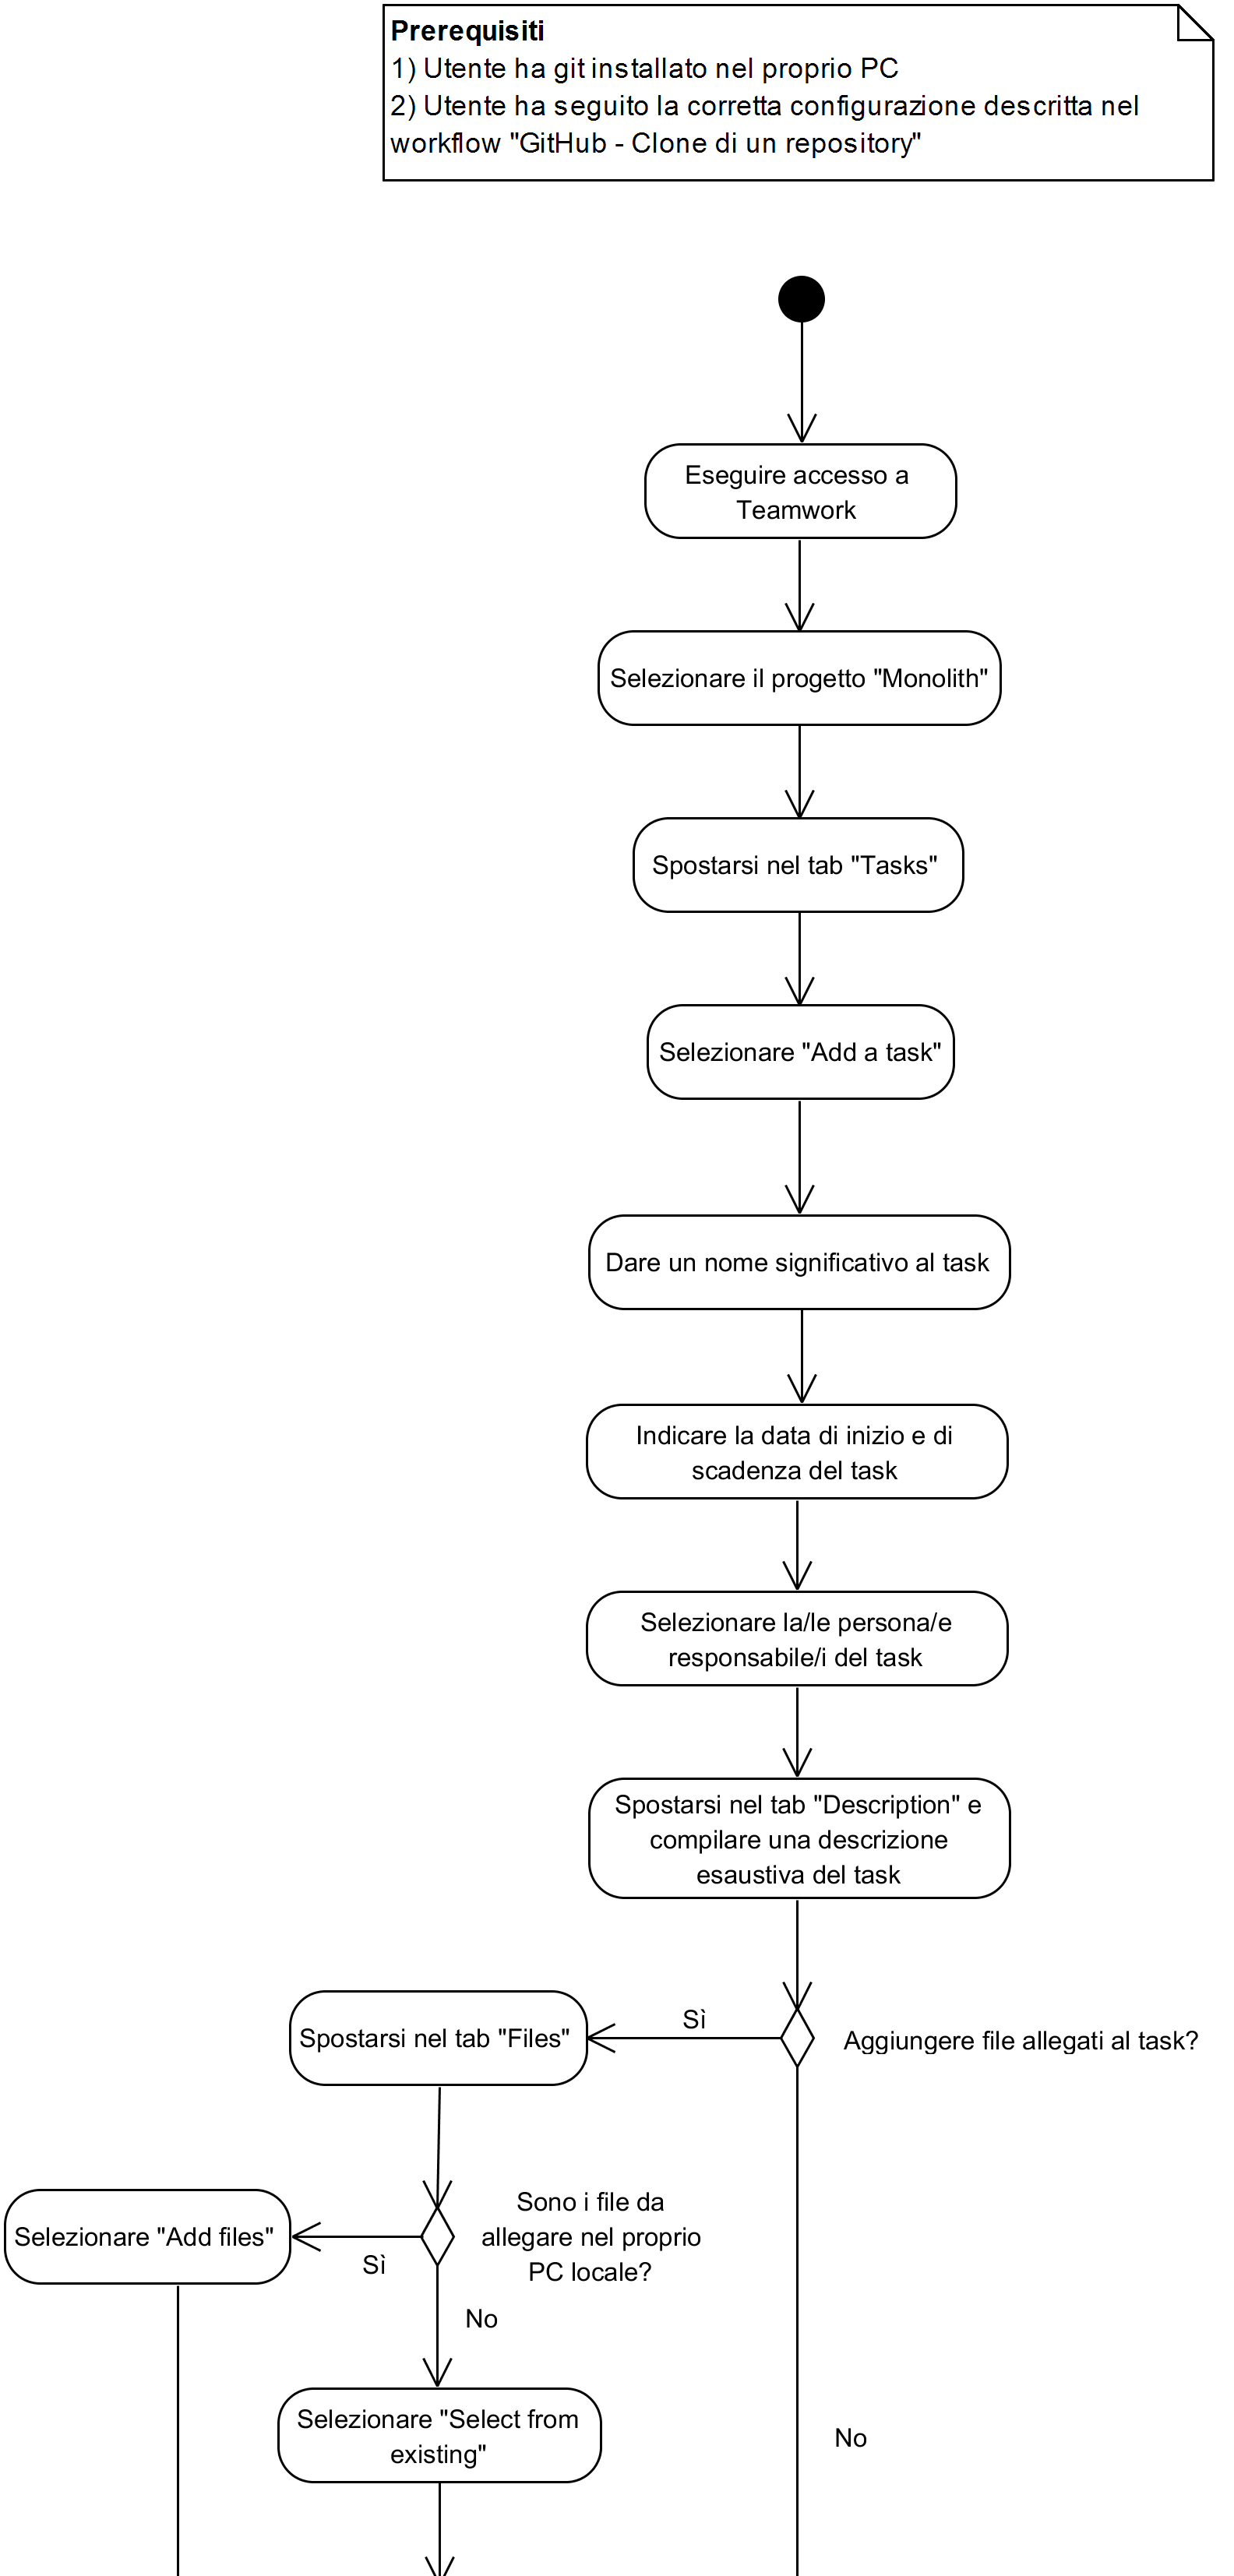 Prerequisiti
1) Utente ha git installato nel proprio PC
2) Utente ha seguito la corretta configurazione descritta nel
workflow "GitHub - Clone di un repository"
Eseguire accesso a
Teamwork
Selezionare il progetto "Monolith"
Spostarsi nel tab "Tasks"
Selezionare "Add a task"
Dare un nome significativo al task
Indicare la data di inizio e di
scadenza del task
Selezionare la/le persona/e
responsabile/i del task
Spostarsi nel tab "Description" e
compilare una descrizione
esaustiva del task
Aggiungere file allegati al task?
Sì
Spostarsi nel tab "Files"
Sono i file da
allegare nel proprio
PC locale?
Sì
Selezionare "Add files"
No
Selezionare "Select from
existing"
No